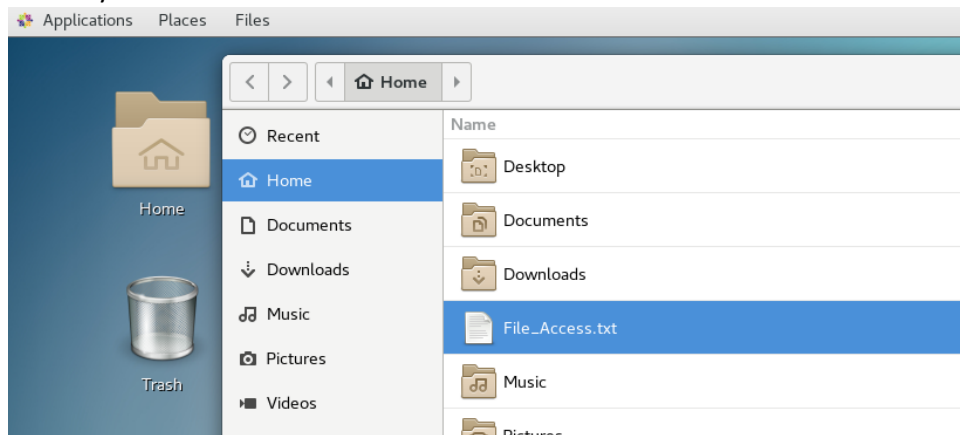 Applications Places Files
Home
Trash
Home
Recent
Home
Documents
Downloads
Music
Pictures
Videos
Name
Desktop
Documents
Downloads
File_Access.txt
Music
Pictures